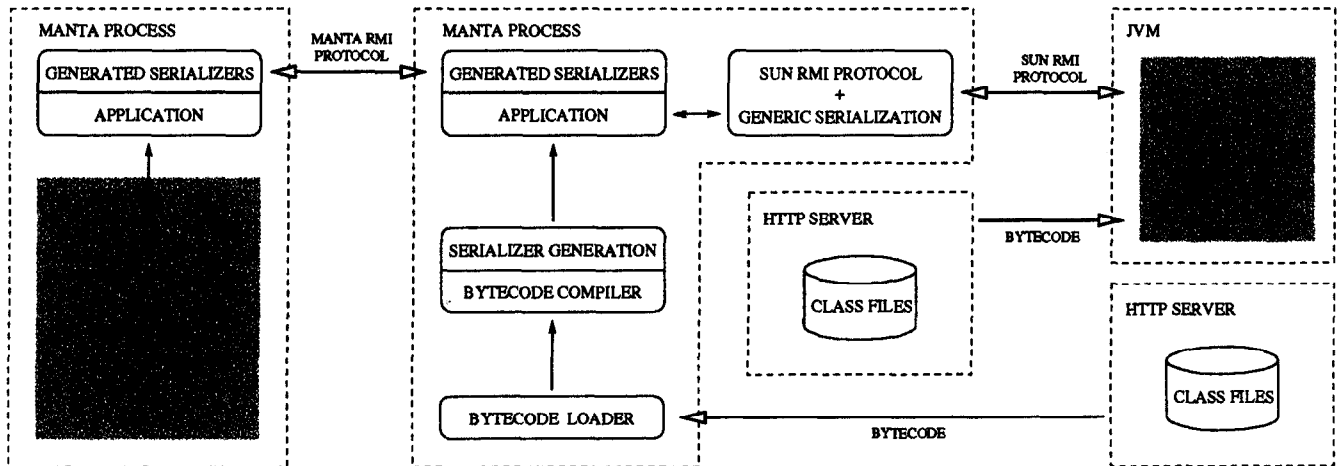 MANTA PROCESS
GENERATED SERIALIZERS
APPLICATION
MANTA RMI
PROTOCOL
MANTA PROCESS
GENERATED SERIALIZERS
APPLICATION
SERIALIZER GENERATION
BYTECODE COMPILER
BYTECODE LOADER
SUN RMI PROTOCOL
+
GENERIC SERIALIZATION
SUN RMI
PROTOCOL
JVM
HTTP SERVER
CLASS FILES
BYTECODE
HTTP SERVER
CLASS FILES
BYTECODE